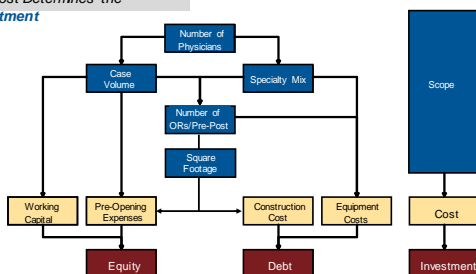 ost Determines the
tment
Number of
Physicians
Case
Volume
Specialty Mix
Number of
ORs/Pre-Post
Scope
Square
Footage
Working
Capital
Pre-Opening
Expenses
Construction
Cost
Equipment
Costs
Cost
Equity
Debt
Investment